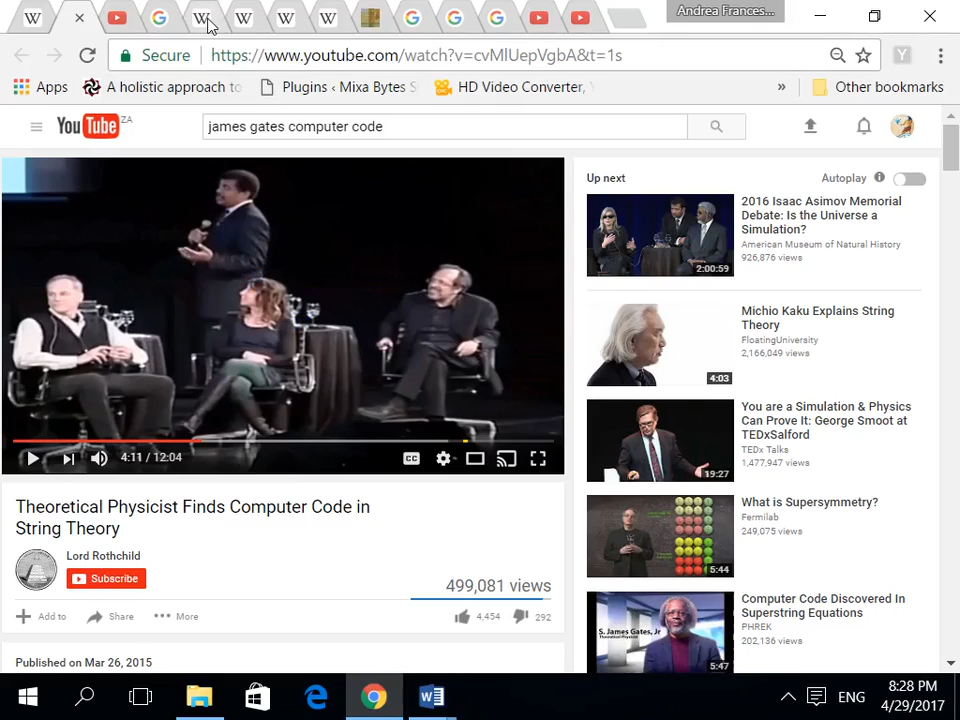 Andrea Frances...
Secure https://www.youtube.com/watch?v=cvMlUepVgbA&t=1s
Apps A holistic approach to Plugins ‹ Mixa Bytes S HD Video Converter, » Other bookmarks
YouTube ZA
james gates computer code
Up next
Autoplay
2:00:59
2016 Isaac Asimov Memorial
Debate: Is the Universe a
Simulation?
American Museum of Natural History
926,876 views
4:03
Michio Kaku Explains String
Theory
FloatingUniversity
2,166,049 views
19:27
You are a Simulation & Physics
Can Prove It: George Smoot at
TEDxSalford
TEDx Talks
1,477,947 views
5:44
What is Supersymmetry?
Fermilab
249,075 views
S. James Gates, Jr
Theoretical Physicist
5:47
Computer Code Discovered In
Superstring Equations
PHREK
202,136 views
4:11 / 12:04
CC
Theoretical Physicist Finds Computer Code in
String Theory
Lord Rothchild
Subscribe
499,081 views
Add to Share More 4,454 292
Published on Mar 26, 2015
ENG
8:28 PM
4/29/2017